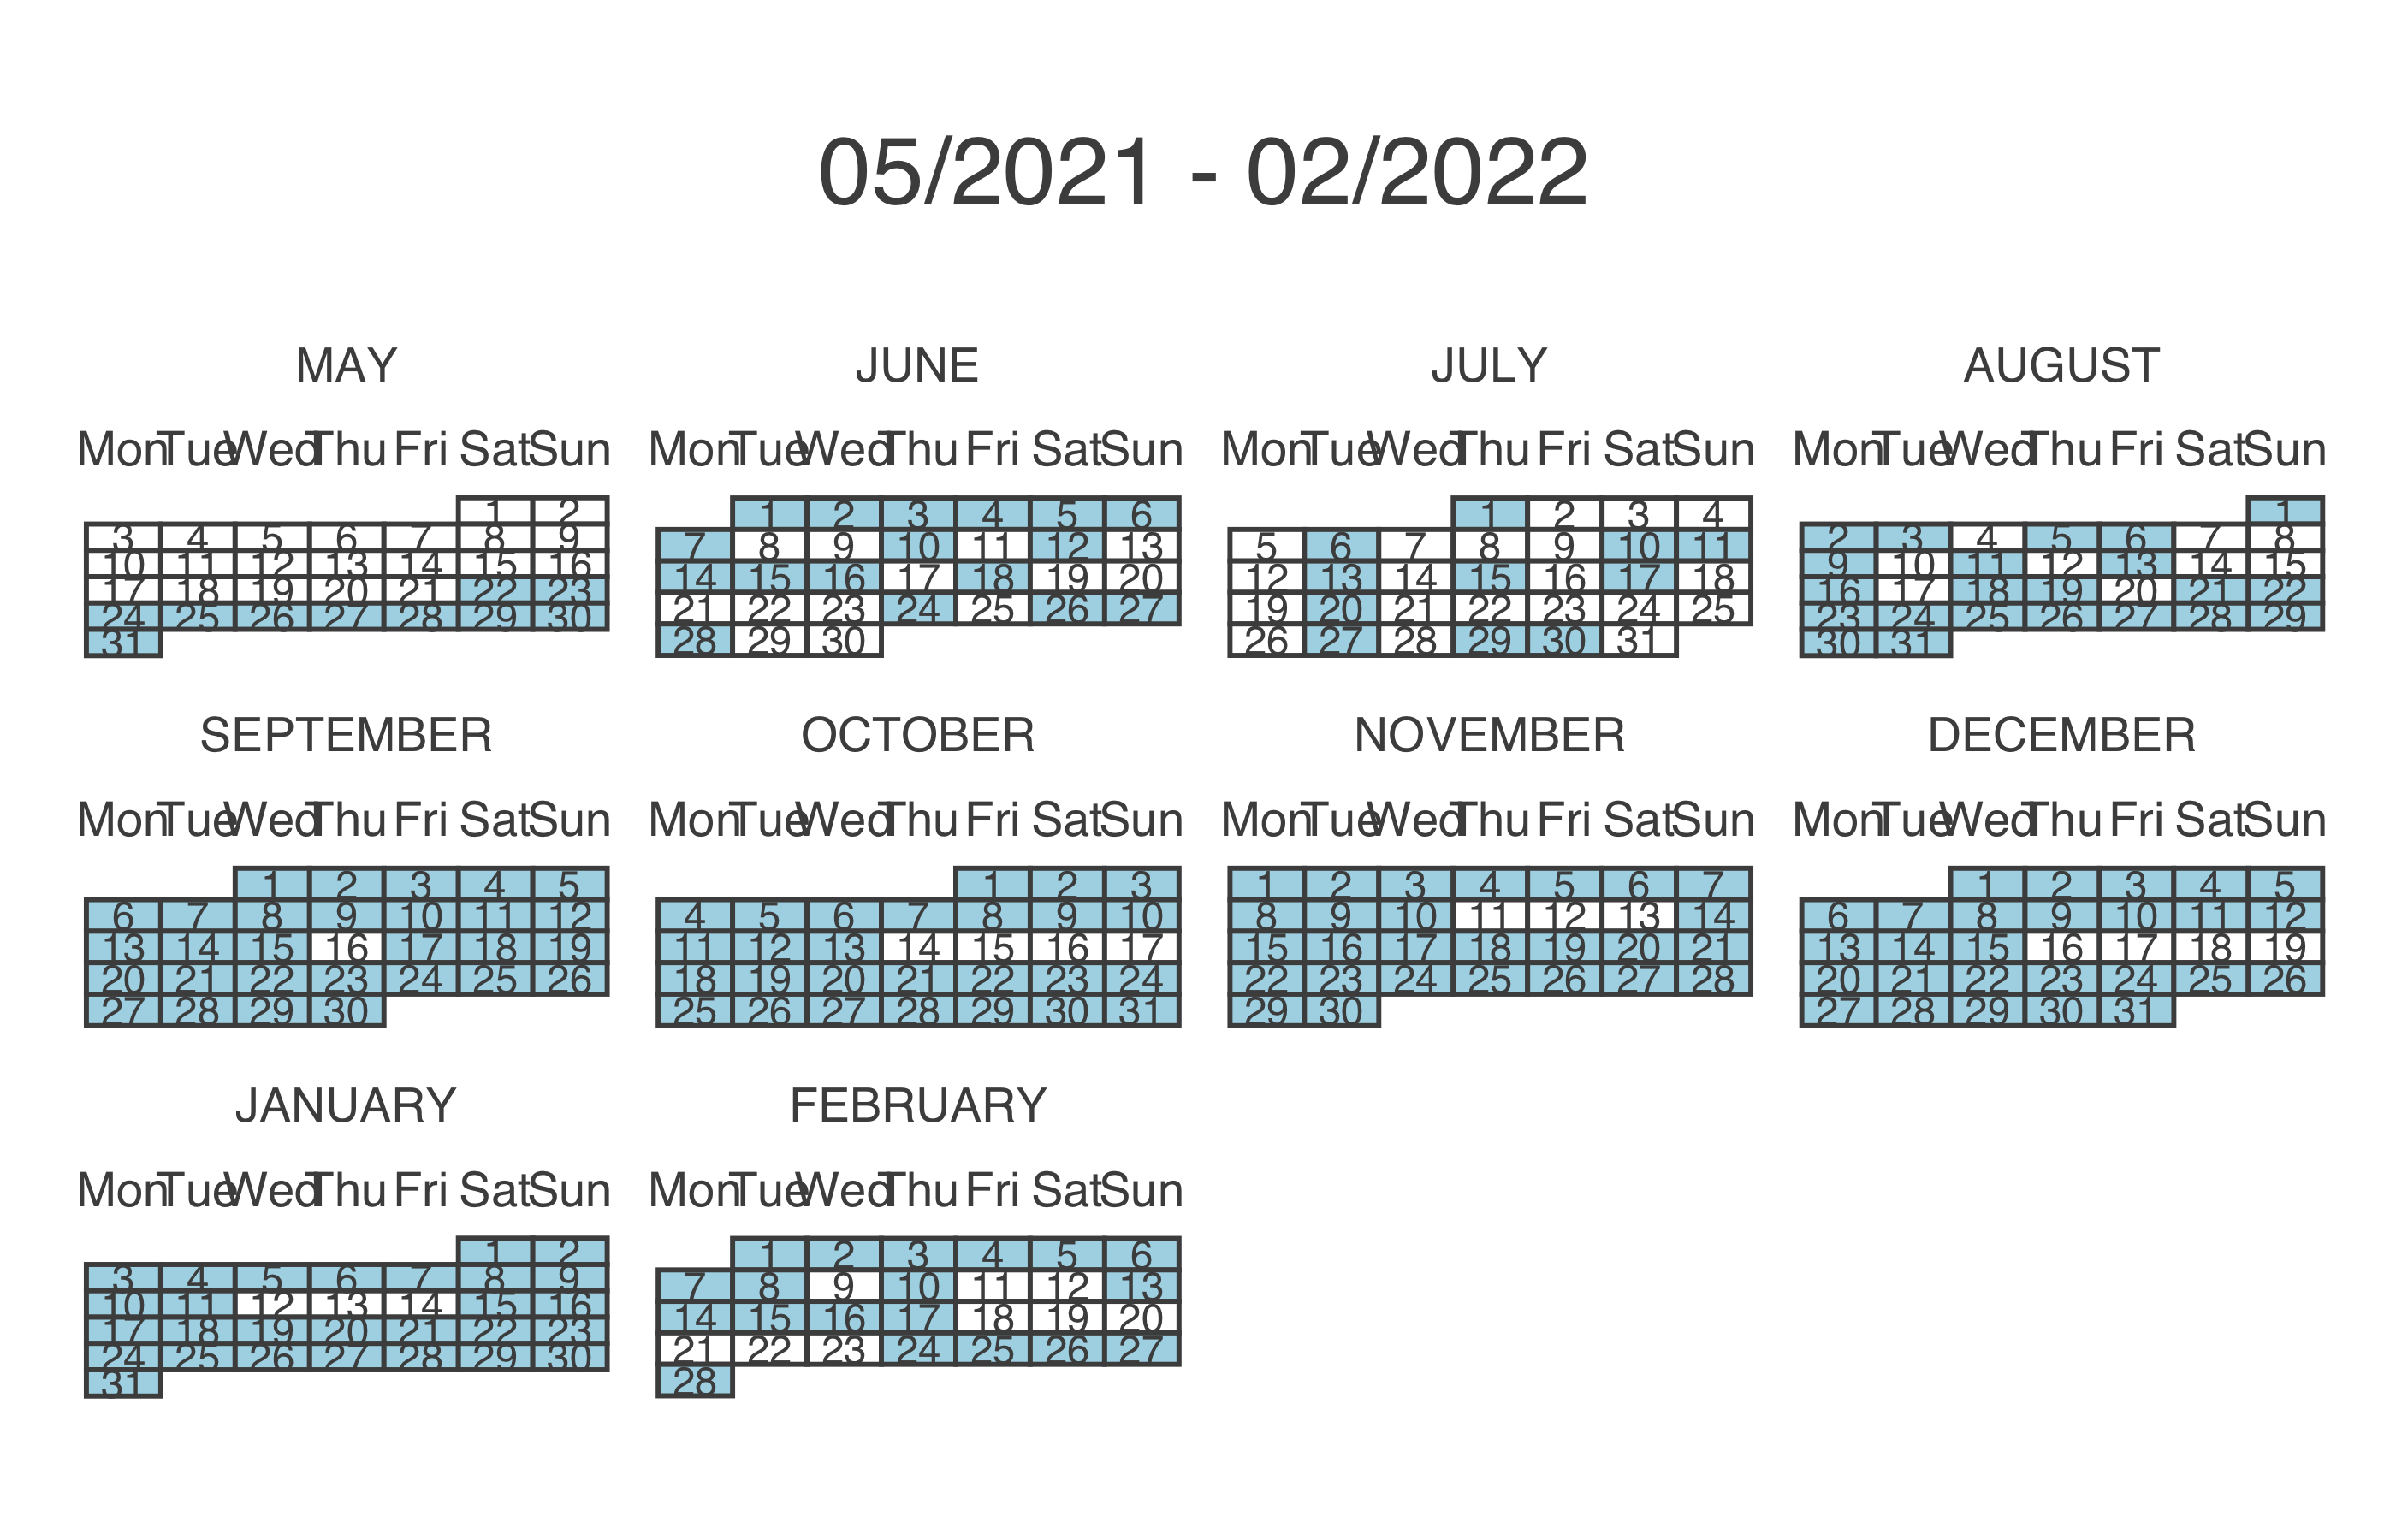 05/2021 - 02/2022
MAY
Mon Tue Wed Thu Fri Sat Sun
1 2
3 4 5 6 7 8 9
10 11 12 13 14 15 16
17 18 19 20 21 22 23
24 25 26 27 28 29 30
31
JUNE
Mon Tue Wed Thu Fri Sat Sun
1 2 3 4 5 6
7 8 9 10 11 12 13
14 15 16 17 18 19 20
21 22 23 24 25 26 27
28 29 30
JULY
Mon Tue Wed Thu Fri Sat Sun
1 2 3 4
5 6 7 8 9 10 11
12 13 14 15 16 17 18
19 20 21 22 23 24 25
26 27 28 29 30 31
AUGUST
Mon Tue Wed Thu Fri Sat Sun
1
2 3 4 5 6 7 8
9 10 11 12 13 14 15
16 17 18 19 20 21 22
23 24 25 26 27 28 29
30 31
SEPTEMBER
Mon Tue Wed Thu Fri Sat Sun
1 2 3 4 5
6 7 8 9 10 11 12
13 14 15 16 17 18 19
20 21 22 23 24 25 26
27 28 29 30
OCTOBER
Mon Tue Wed Thu Fri Sat Sun
1 2 3
4 5 6 7 8 9 10
11 12 13 14 15 16 17
18 19 20 21 22 23 24
25 26 27 28 29 30 31
NOVEMBER
Mon Tue Wed Thu Fri Sat Sun
1 2 3 4 5 6 7
8 9 10 11 12 13 14
15 16 17 18 19 20 21
22 23 24 25 26 27 28
29 30
DECEMBER
Mon Tue Wed Thu Fri Sat Sun
1 2 3 4 5
6 7 8 9 10 11 12
13 14 15 16 17 18 19
20 21 22 23 24 25 26
27 28 29 30 31
JANUARY
Mon Tue Wed Thu Fri Sat Sun
1 2
3 4 5 6 7 8 9
10 11 12 13 14 15 16
17 18 19 20 21 22 23
24 25 26 27 28 29 30
31
FEBRUARY
Mon Tue Wed Thu Fri Sat Sun
1 2 3 4 5 6
7 8 9 10 11 12 13
14 15 16 17 18 19 20
21 22 23 24 25 26 27
28